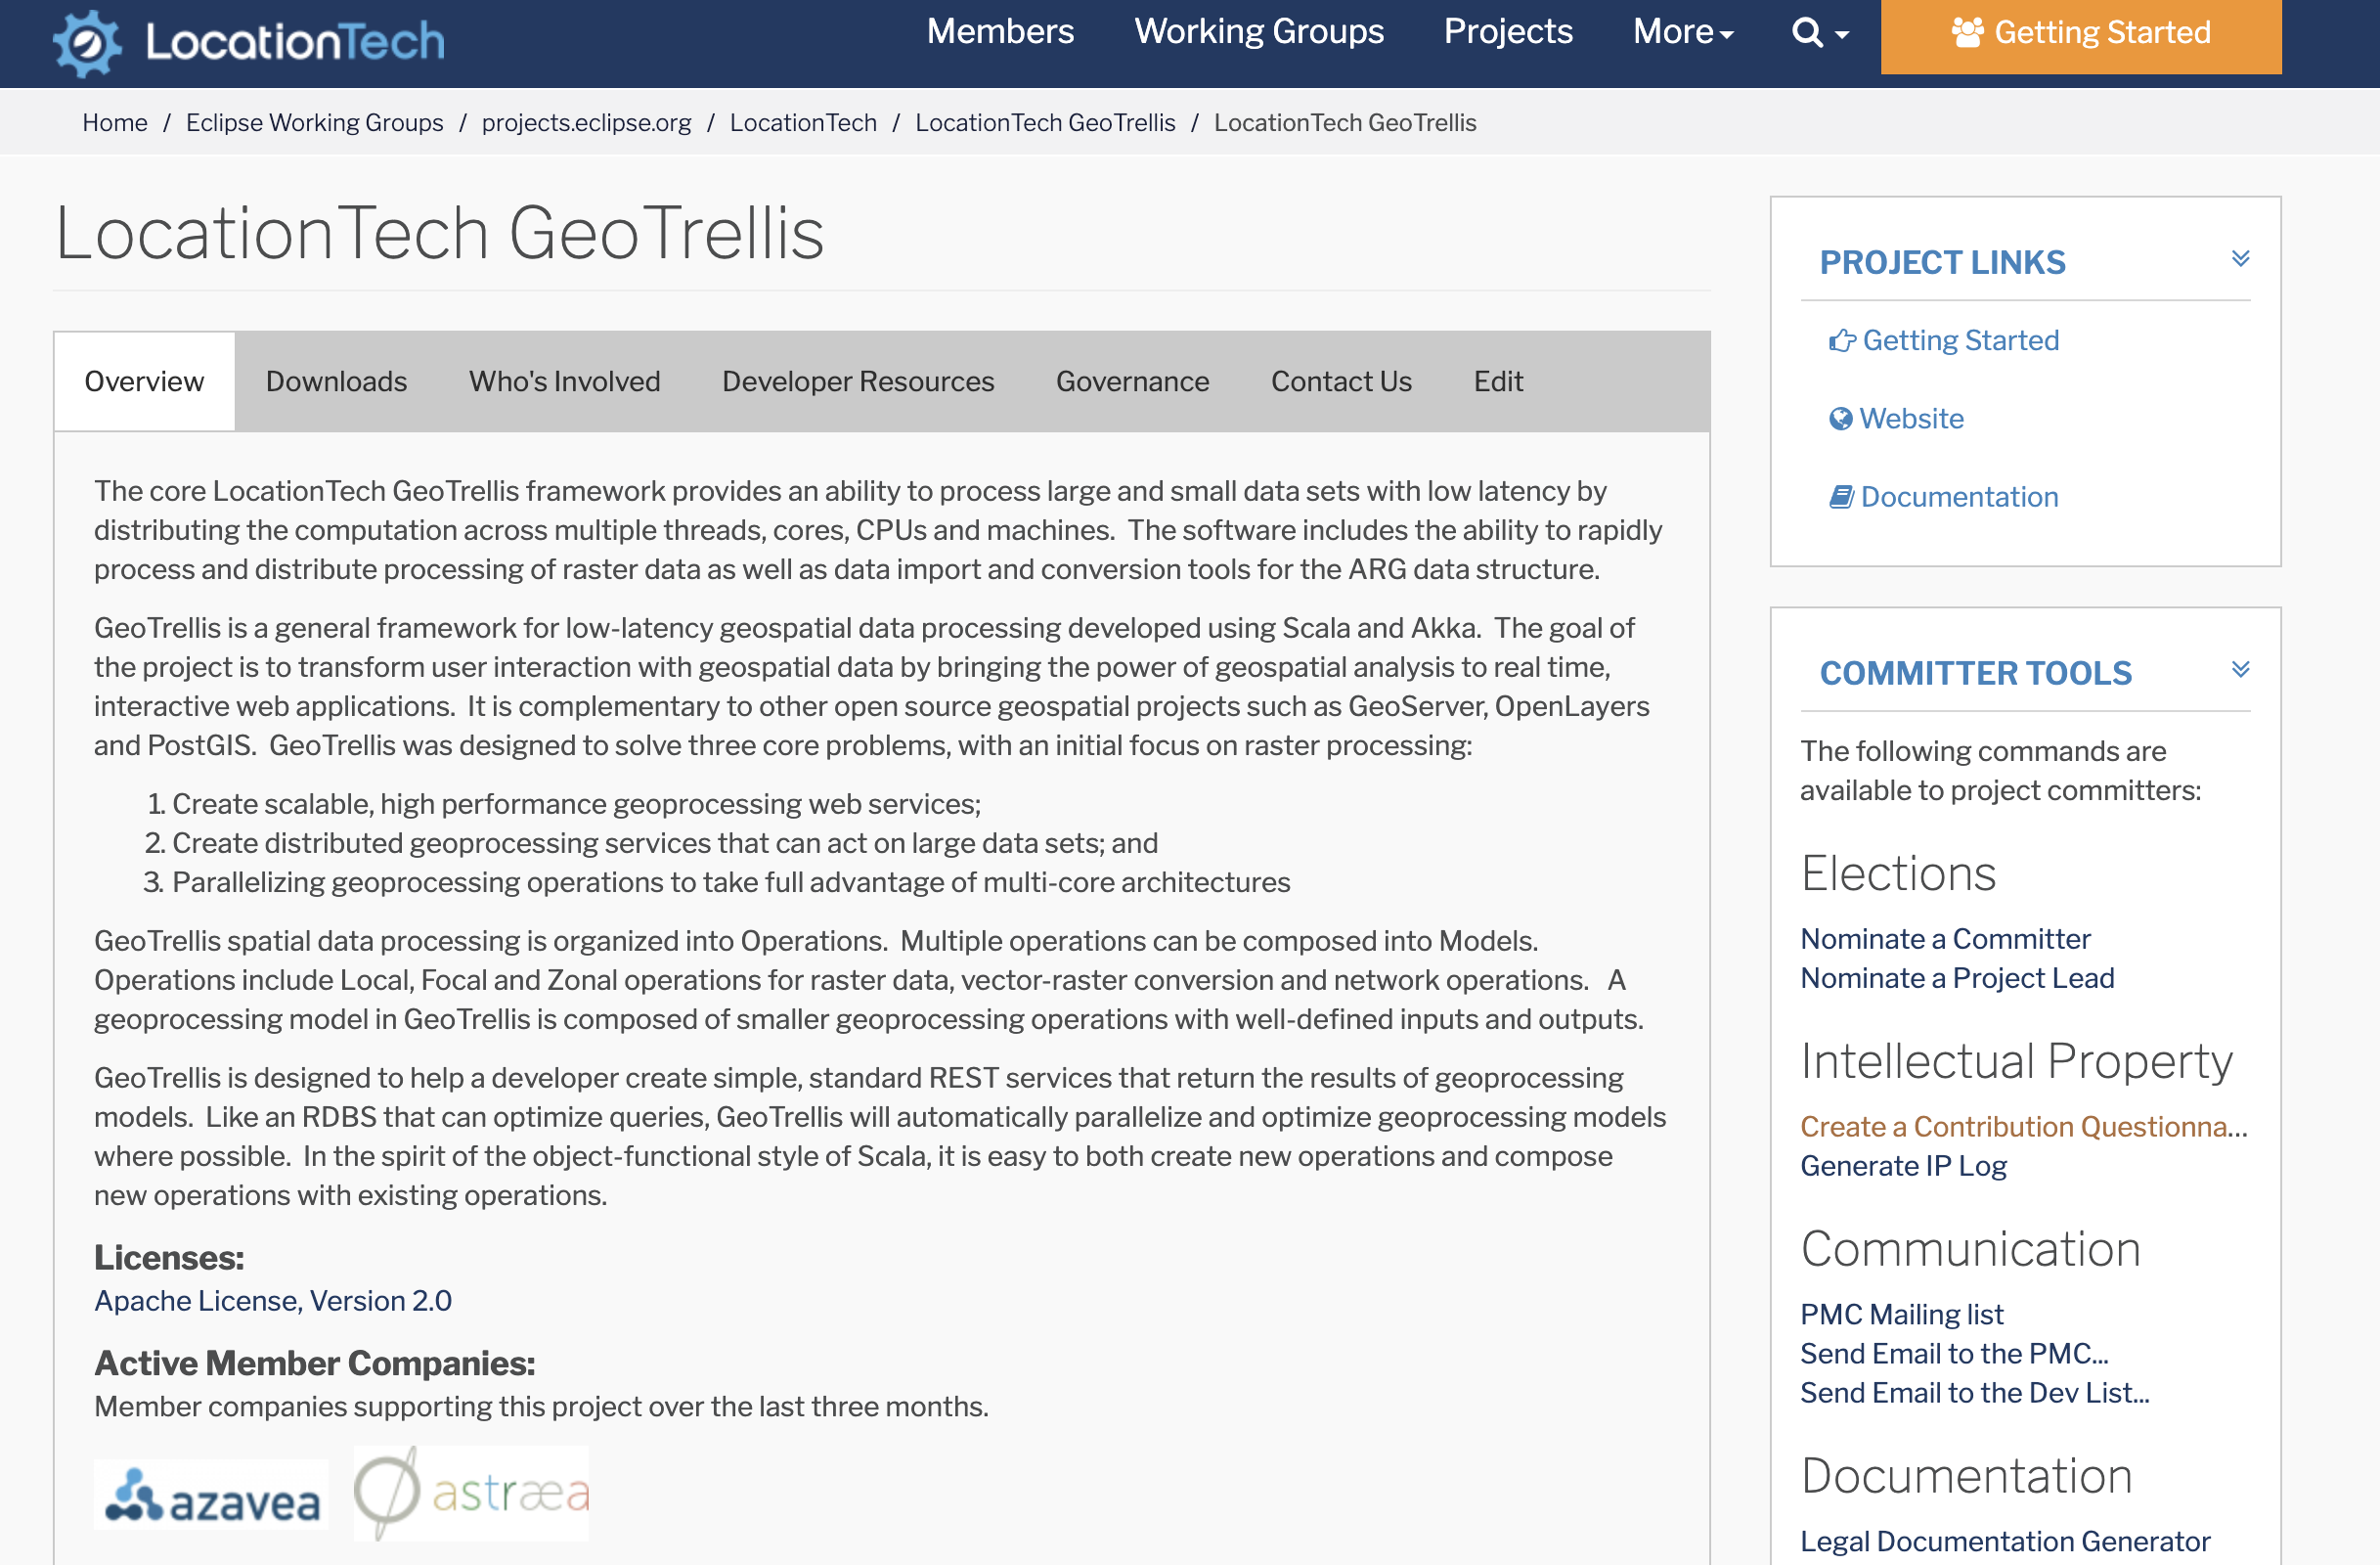 LocationTech
Members Working Groups Projects More Getting Started
Home / Eclipse Working Groups / projects.eclipse.org / LocationTech / LocationTech GeoTrellis / LocationTech GeoTrellis
LocationTech GeoTrellis
Overview Downloads Who's Involved Developer Resources Governance Contact Us Edit
The core LocationTech GeoTrellis framework provides an ability to process large and small data sets with low latency by
distributing the computation across multiple threads, cores, CPUs and machines.  The software includes the ability to rapidly
process and distribute processing of raster data as well as data import and conversion tools for the ARG data structure.
GeoTrellis is a general framework for low-latency geospatial data processing developed using Scala and Akka.  The goal of
the project is to transform user interaction with geospatial data by bringing the power of geospatial analysis to real time,
interactive web applications.  It is complementary to other open source geospatial projects such as GeoServer, OpenLayers
and PostGIS.  GeoTrellis was designed to solve three core problems, with an initial focus on raster processing:
1. Create scalable, high performance geoprocessing web services;
2. Create distributed geoprocessing services that can act on large data sets; and
3. Parallelizing geoprocessing operations to take full advantage of multi-core architectures
GeoTrellis spatial data processing is organized into Operations.  Multiple operations can be composed into Models.
Operations include Local, Focal and Zonal operations for raster data, vector-raster conversion and network operations.   A
geoprocessing model in GeoTrellis is composed of smaller geoprocessing operations with well-defined inputs and outputs.
GeoTrellis is designed to help a developer create simple, standard REST services that return the results of geoprocessing
models.  Like an RDBS that can optimize queries, GeoTrellis will automatically parallelize and optimize geoprocessing models
where possible.  In the spirit of the object-functional style of Scala, it is easy to both create new operations and compose
new operations with existing operations.
Licenses:
Apache License, Version 2.0
Active Member Companies:
Member companies supporting this project over the last three months.
azavea astræa
PROJECT LINKS
Getting Started
Website
Documentation
COMMITTER TOOLS
The following commands are
available to project committers:
Elections
Nominate a Committer
Nominate a Project Lead
Intellectual Property
Create a Contribution Questionna...
Generate IP Log
Communication
PMC Mailing list
Send Email to the PMC...
Send Email to the Dev List...
Documentation
Legal Documentation Generator